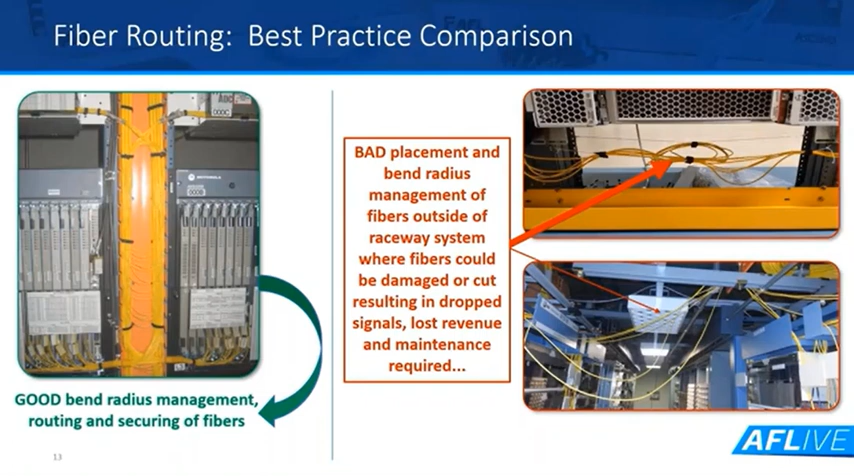 Fiber Routing: Best Practice Comparison
MOTOROLA
GOOD bend radius management,
routing and securing of fibers
BAD placement and
bend radius
management of
fibers outside of
raceway system
where fibers could
be damaged or cut
resulting in dropped
signals, lost revenue
and maintenance
required...
13
AFLIVE